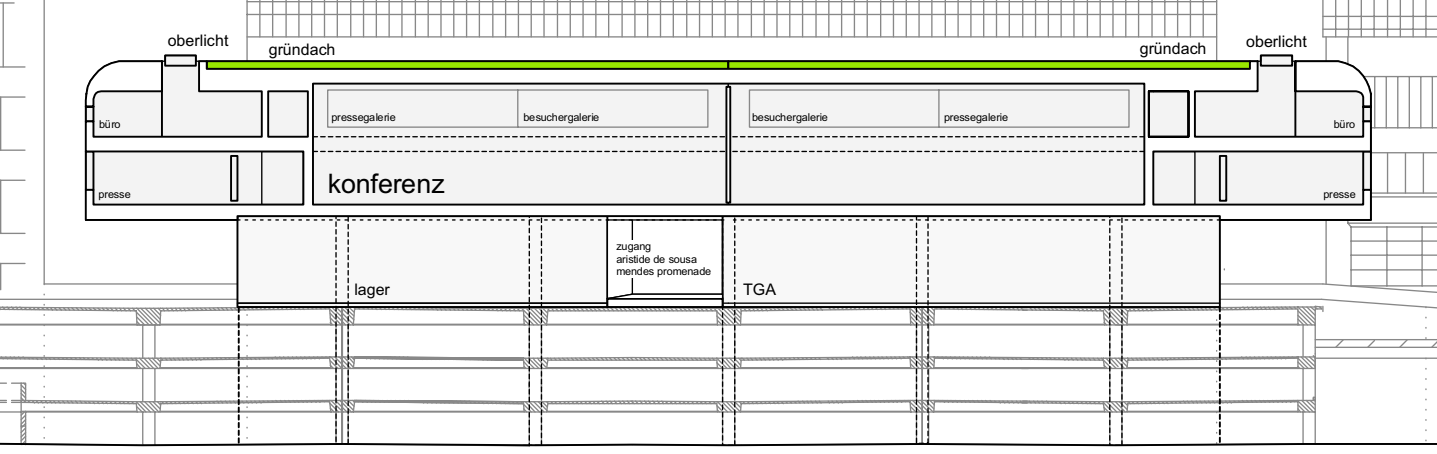 oberlicht
gründach
gründach
oberlicht
büro
pressegalerie
besuchergalerie
besuchergalerie
pressegalerie
büro
presse
konferenz
presse
zugang
aristide de sousa
mendes promenade
lager
TGA